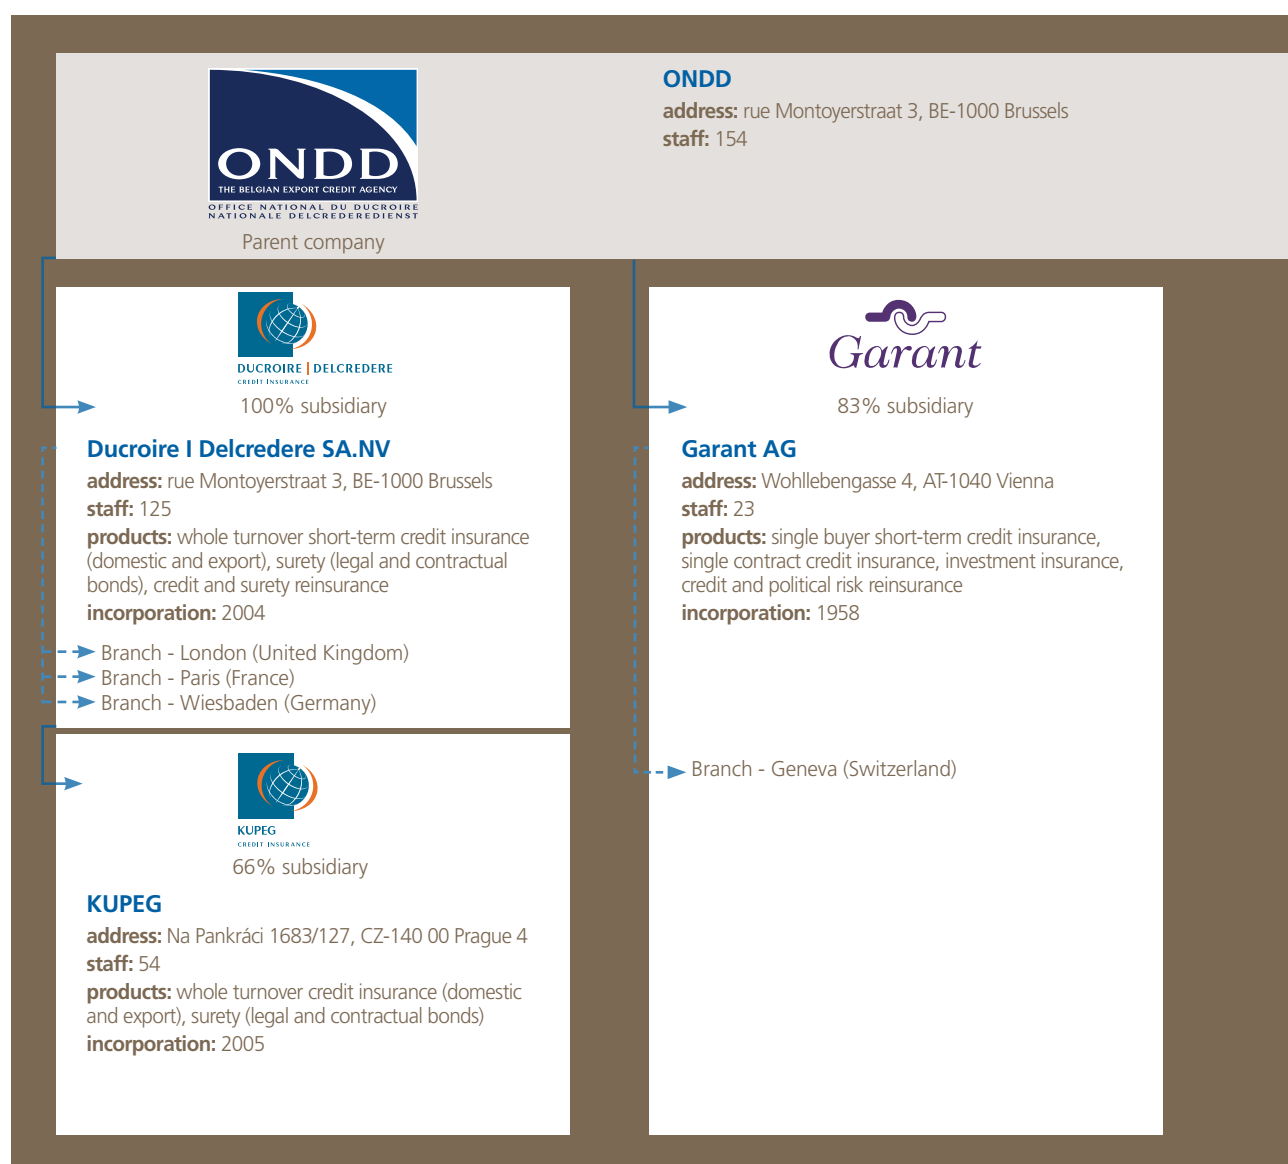 ONDD
THE BELGIAN EXPORT CREDIT AGENCY
OFFICE NATIONAL DU DUCROIRE
NATIONALE DELCREDEREDIENST
Parent company
ONDD
address: rue Montoyerstraat 3, BE-1000 Brussels
staff: 154
DUCROIRE | DELCREDERE
CREDIT INSURANCE
100% subsidiary
Ducroire I Delcredere SA.NV
address: rue Montoyerstraat 3, BE-1000 Brussels
staff: 125
products: whole turnover short-term credit insurance
(domestic and export), surety (legal and contractual
bonds), credit and surety reinsurance
incorporation: 2004
Branch - London (United Kingdom)
Branch - Paris (France)
Branch - Wiesbaden (Germany)
KUPEG
CREDIT INSURANCE
66% subsidiary
KUPEG
address: Na Pankráci 1683/127, CZ-140 00 Prague 4
staff: 54
products: whole turnover credit insurance (domestic
and export), surety (legal and contractual bonds)
incorporation: 2005
Garant
83% subsidiary
Garant AG
address: Wohllebengasse 4, AT-1040 Vienna
staff: 23
products: single buyer short-term credit insurance,
single contract credit insurance, investment insurance,
credit and political risk reinsurance
incorporation: 1958
Branch - Geneva (Switzerland)